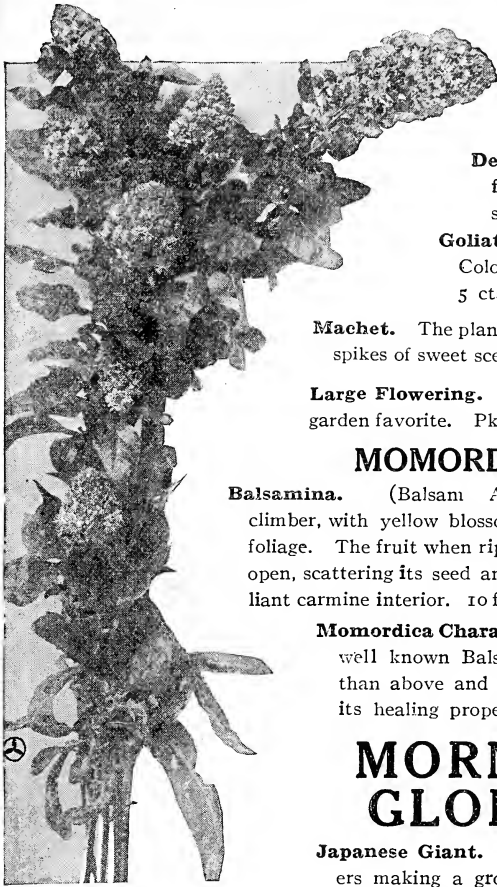 De
f
s
Goliat
Colo
5 ct
Machet. The plan
spikes of sweet sce
Large Flowering.
garden favorite. Pk
MOMORD
Balsamina. (Balsam A
climber, with yellow blosso
foliage. The fruit when rip
open, scattering its seed an
liant carmine interior. 10 f
Momordica Chara
well known Bals
than above and
its healing prope
MORN
GLOR
Japanese Giant.
ers making a gro